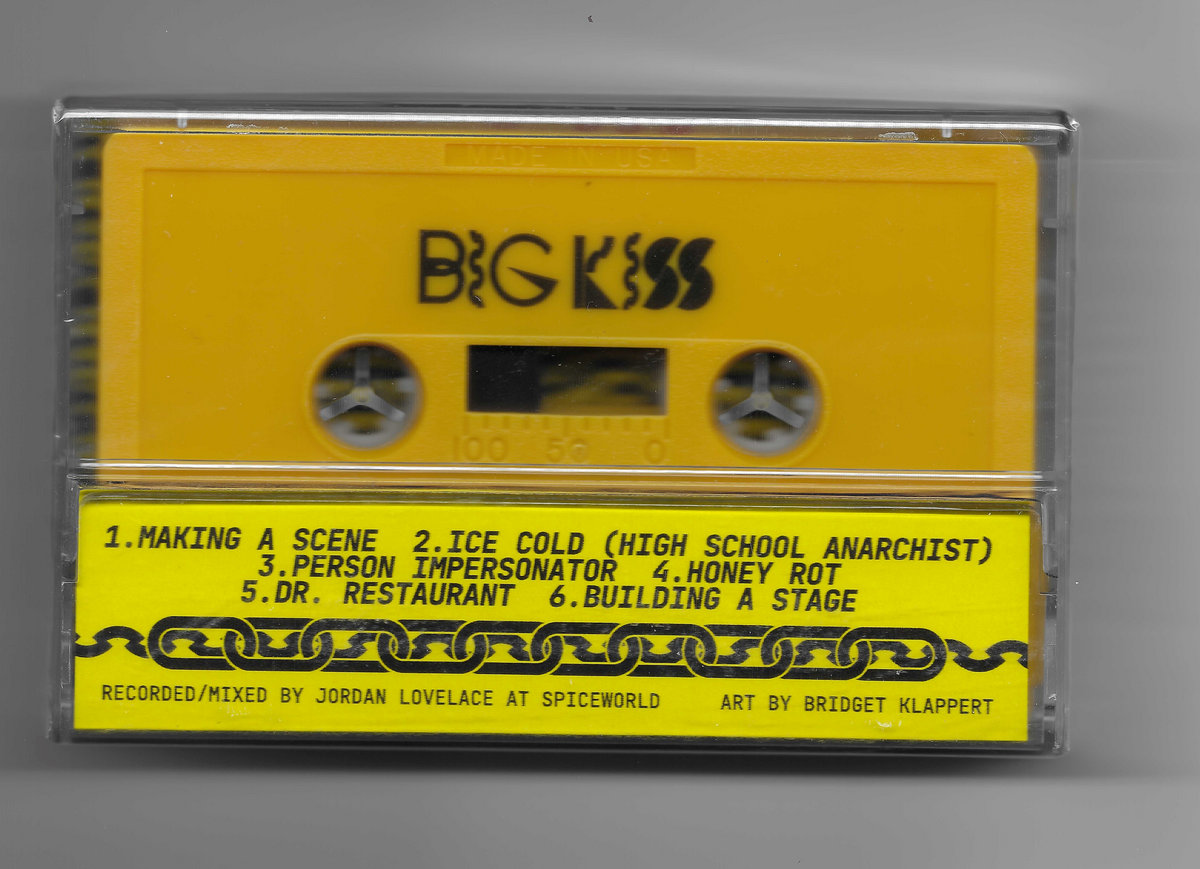 MADE IN USA
BIG KISS
100 50 0
1.MAKING A SCENE 2.ICE COLD (HIGH SCHOOL ANARCHIST)
3.PERSON IMPERSONATOR 4.HONEY ROT
5.DR. RESTAURANT 6.BUILDING A STAGE
RECORDED/MIXED BY JORDAN LOVELACE AT SPICEWORLD ART BY BRIDGET KLAPPERT